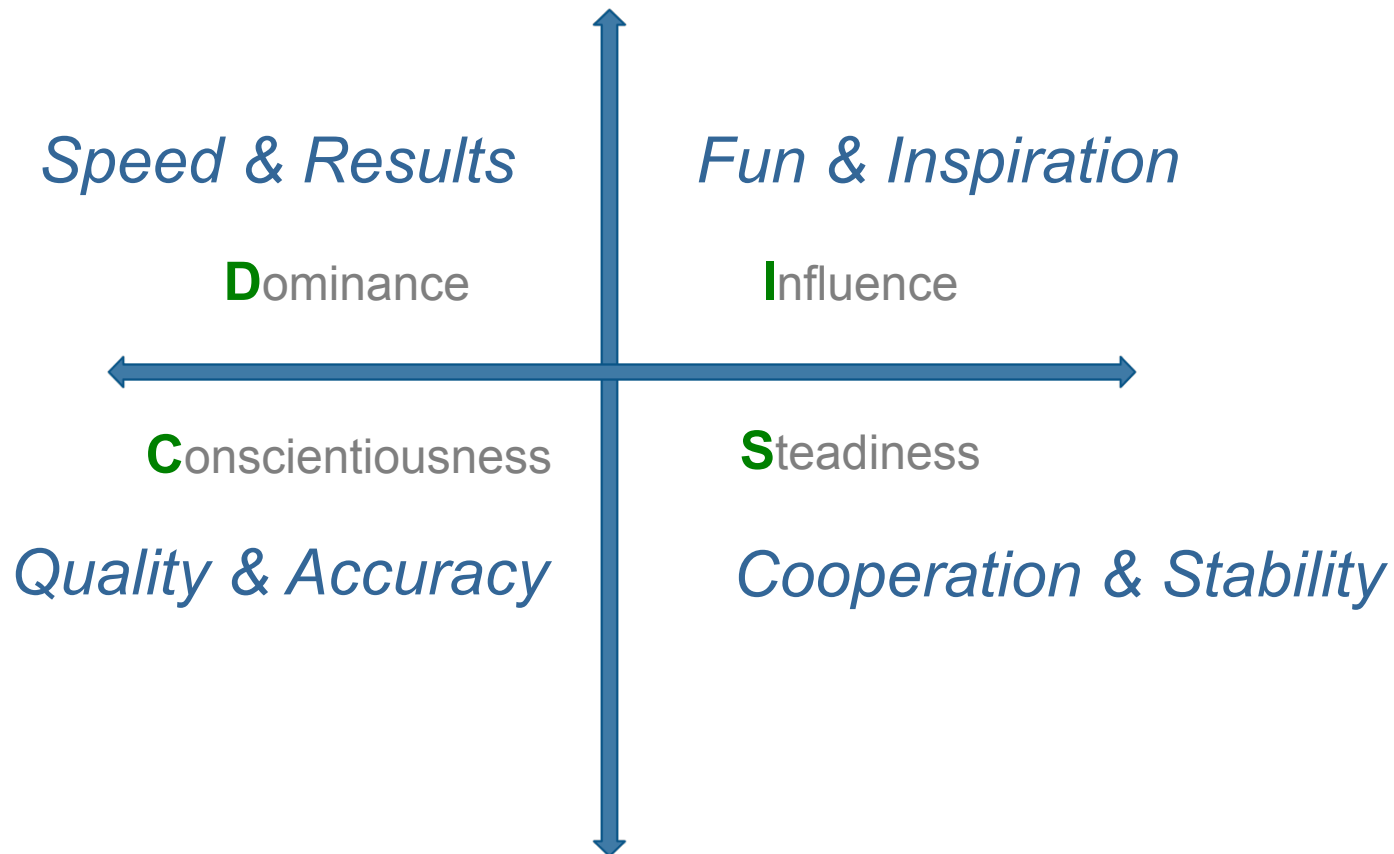 Speed & Results
Fun & Inspiration
Dominance
Influence
Conscientiousness
Steadiness
Quality & Accuracy
Cooperation & Stability